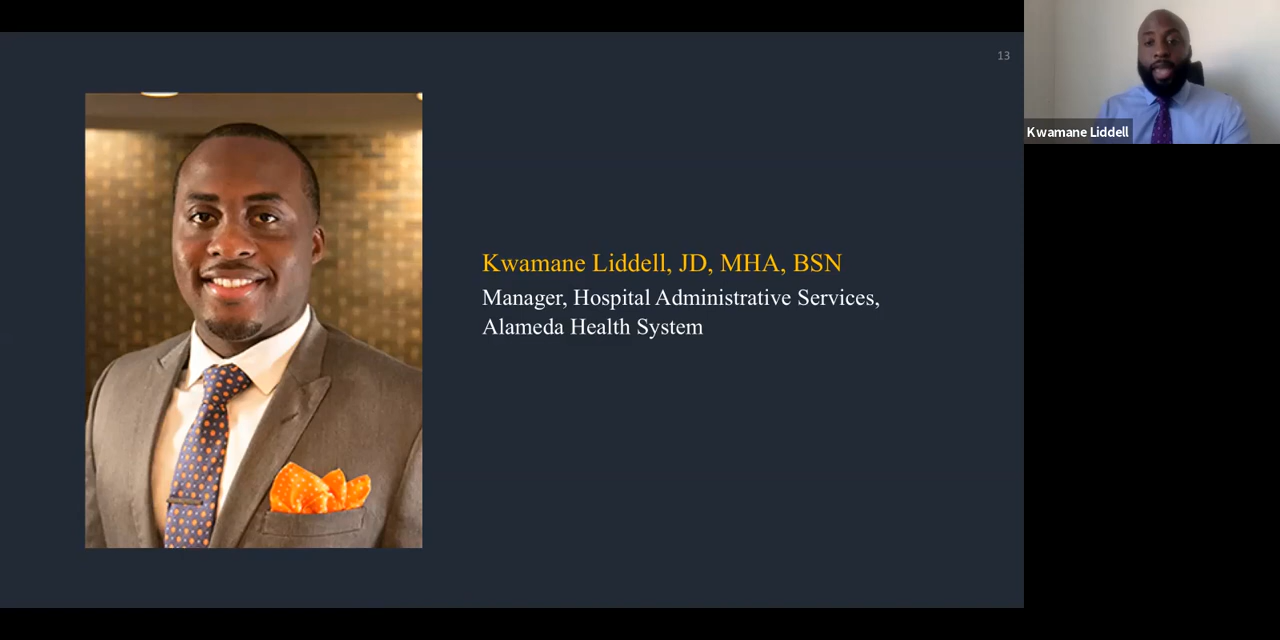 13
Kwamane Liddell, JD, MHA, BSN
Manager, Hospital Administrative Services,
Alameda Health System
Kwamane Liddell